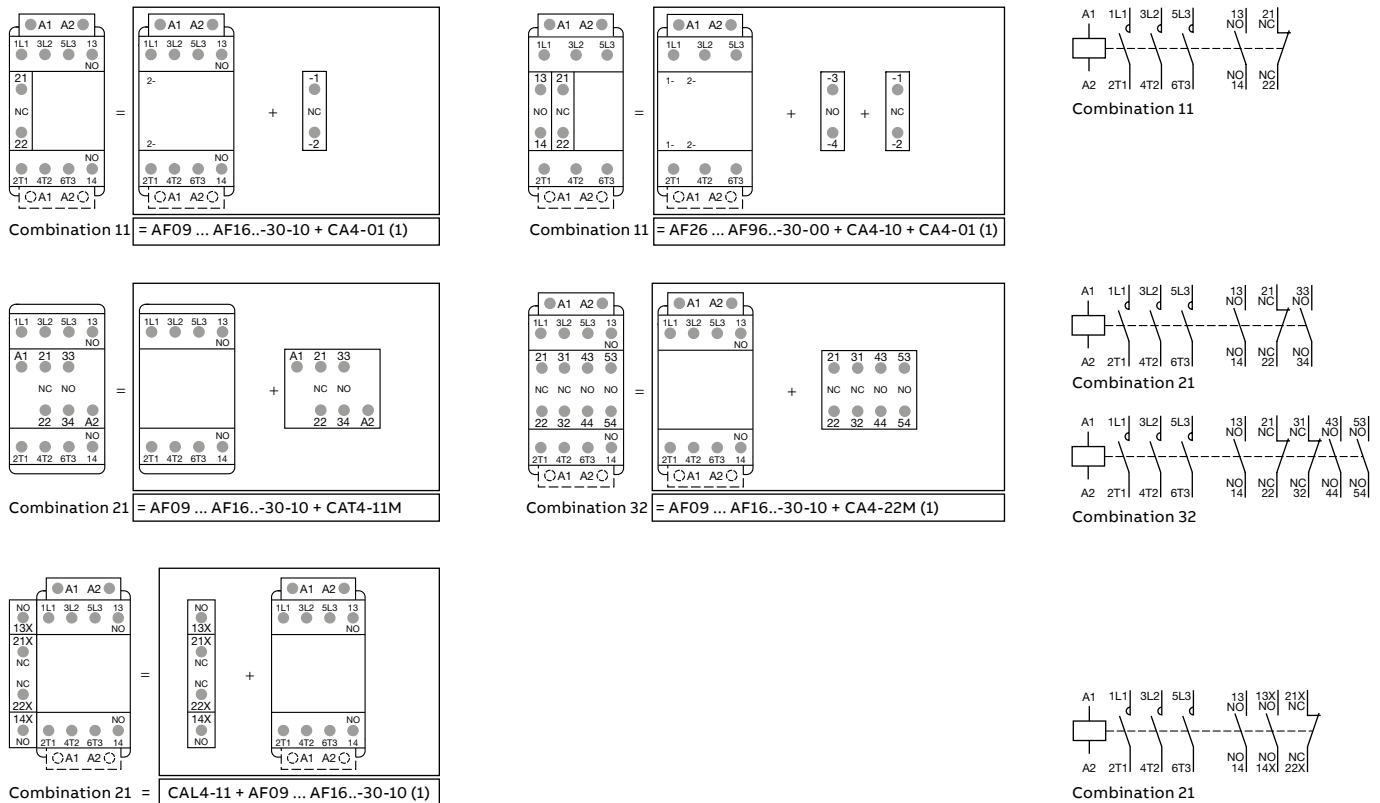 A1 A2
1L1 3L2 5L3 13
NO
21
NC
22
NO
2T1 4T2 6T3 14
A1 A2
=
A1 A2
1L1 3L2 5L3 13
NO
2-
2-
NO
2T1 4T2 6T3 14
A1 A2
+
-1
NC
-2
Combination 11 = AF09 ... AF16..-30-10 + CA4-01 (1)
A1 A2
1L1 3L2 5L3
13 21
NO NC
14 22
2T1 4T2 6T3
A1 A2
=
A1 A2
1L1 3L2 5L3
1- 2-
1- 2-
2T1 4T2 6T3
A1 A2
+
-3
NO
-4
+
-1
NC
-2
Combination 11 = AF26 ... AF96..-30-00 + CA4-10 + CA4-01 (1)
A1 1L1 3L2 5L3 13 21
NO NC
NO NC
A2 2T1 4T2 6T3 14 22
Combination 11
1L1 3L2 5L3 13
NO
A1 21 33
NC NO
22 34 A2
NO
2T1 4T2 6T3 14
=
1L1 3L2 5L3 13
NO
NO
2T1 4T2 6T3 14
+
A1 21 33
NC NO
22 34 A2
Combination 21 = AF09 ... AF16..-30-10 + CAT4-11M
A1 A2
1L1 3L2 5L3 13
NO
21 31 43 53
NC NC NO NO
22 32 44 54
NO
2T1 4T2 6T3 14
A1 A2
=
A1 A2
1L1 3L2 5L3 13
NO
NO
2T1 4T2 6T3 14
A1 A2
+
21 31 43 53
NC NC NO NO
22 32 44 54
Combination 32 = AF09 ... AF16..-30-10 + CA4-22M (1)
A1 1L1 3L2 5L3 13 21 33
NO NC NO
NO NC NO
A2 2T1 4T2 6T3 14 22 34
Combination 21
A1 1L1 3L2 5L3 13 21 31 43 53
NO NC NC NO NO
NO NC NC NO NO
A2 2T1 4T2 6T3 14 22 32 44 54
Combination 32
A1 A2
NO 1L1 3L2 5L3 13
13X NO
21X
NC
NC
22X
14X NO
NO 2T1 4T2 6T3 14
A1 A2
=
NO
13X
21X
NC
NC
22X
14X
NO
+
A1 A2
1L1 3L2 5L3 13
NO
NO
2T1 4T2 6T3 14
A1 A2
Combination 21 = CAL4-11 + AF09 ... AF16..-30-10 (1)
A1 1L1 3L2 5L3 13 13X 21X
NO NO NC
NO NO NC
A2 2T1 4T2 6T3 14 14X 22X
Combination 21